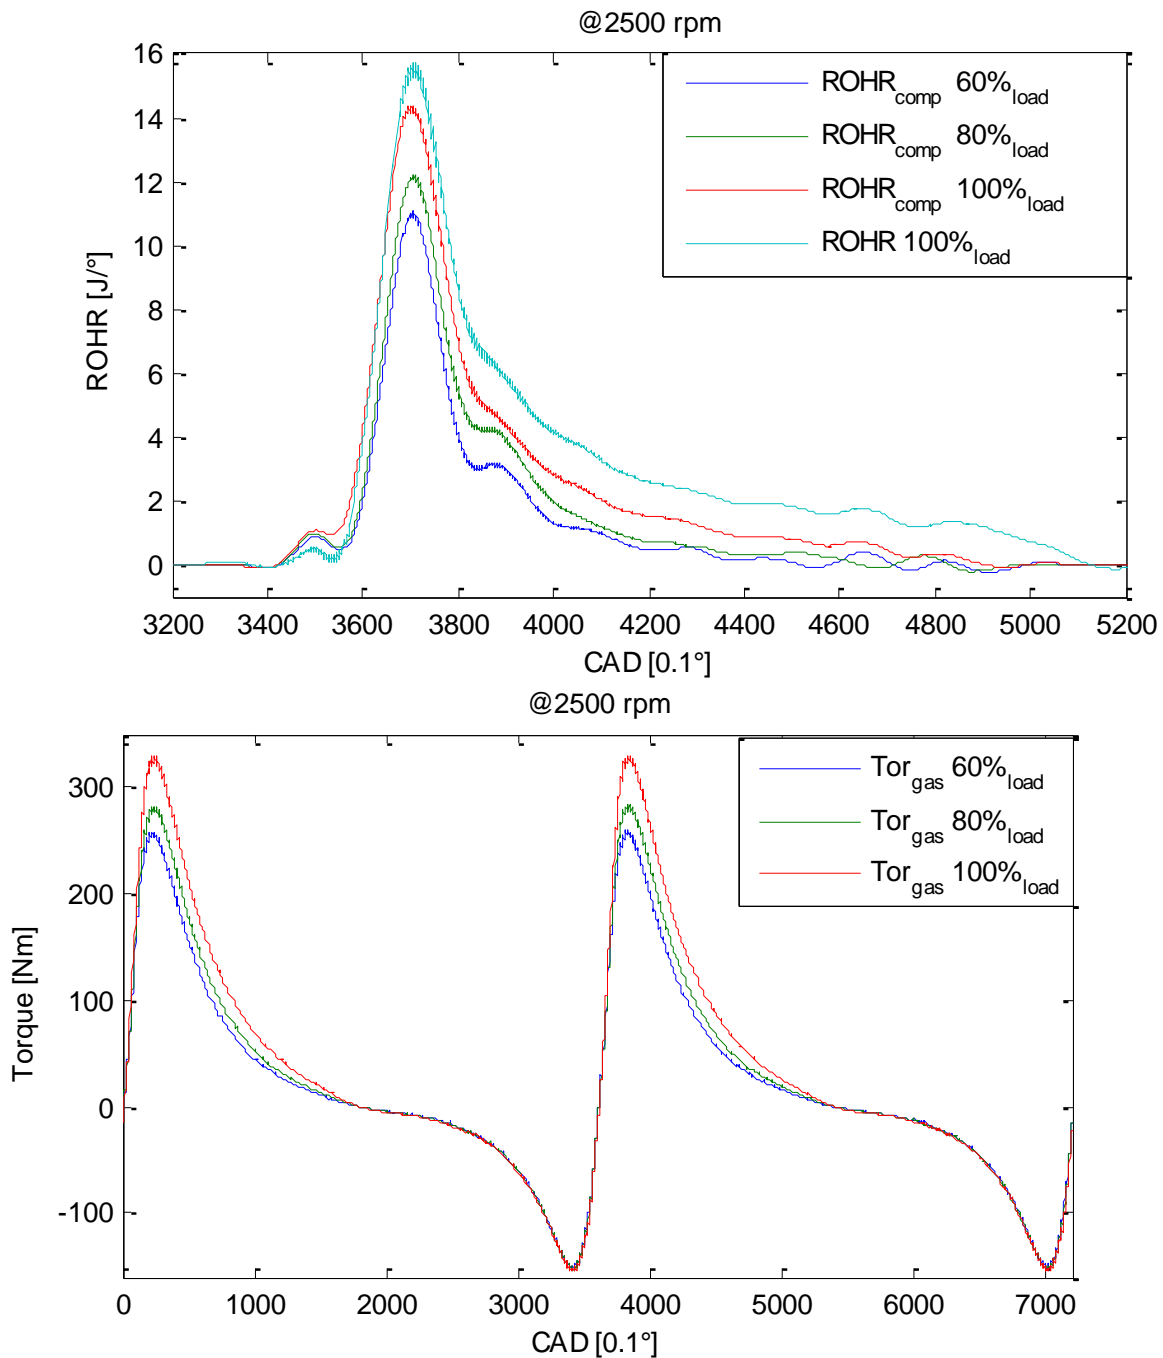 @2500 rpm
16
14
12
10
8
6
4
2
0
ROHR [J/°]
ROHRcomp 60%load
ROHRcomp 80%load
ROHRcomp 100%load
ROHR 100%load
3200 3400 3600 3800 4000 4200 4400 4600 4800 5000 5200
CAD [0.1°]
@2500 rpm
300
200
100
0
-100
Torque [Nm]
Torgas 60%load
Torgas 80%load
Torgas 100%load
0 1000 2000 3000 4000 5000 6000 7000
CAD [0.1°]